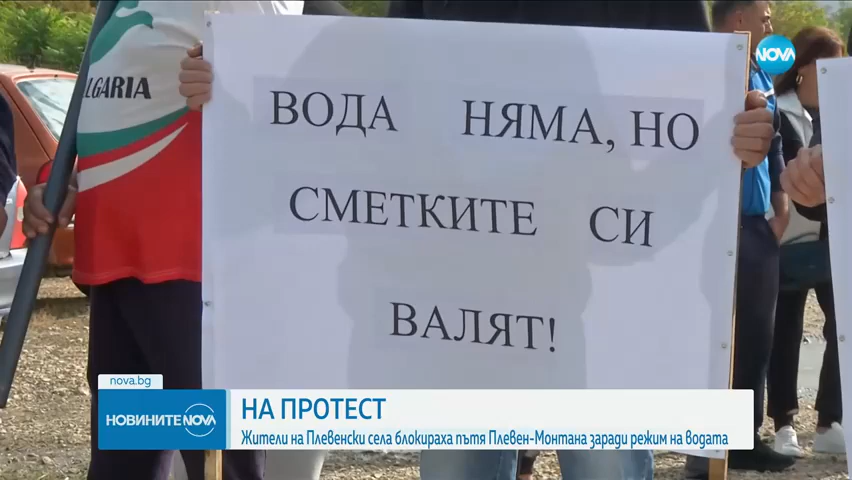 NOVA
LGARIA
ВОДА НЯМА, НО
СМЕТКИТЕ СИ
ВАЛЯТ!
nova.bg
НОВИНИТЕ NOVA
НА ПРОТЕСТ
Жители на Плевенски села блокираха пътя Плевен-Монтана заради режим на водата